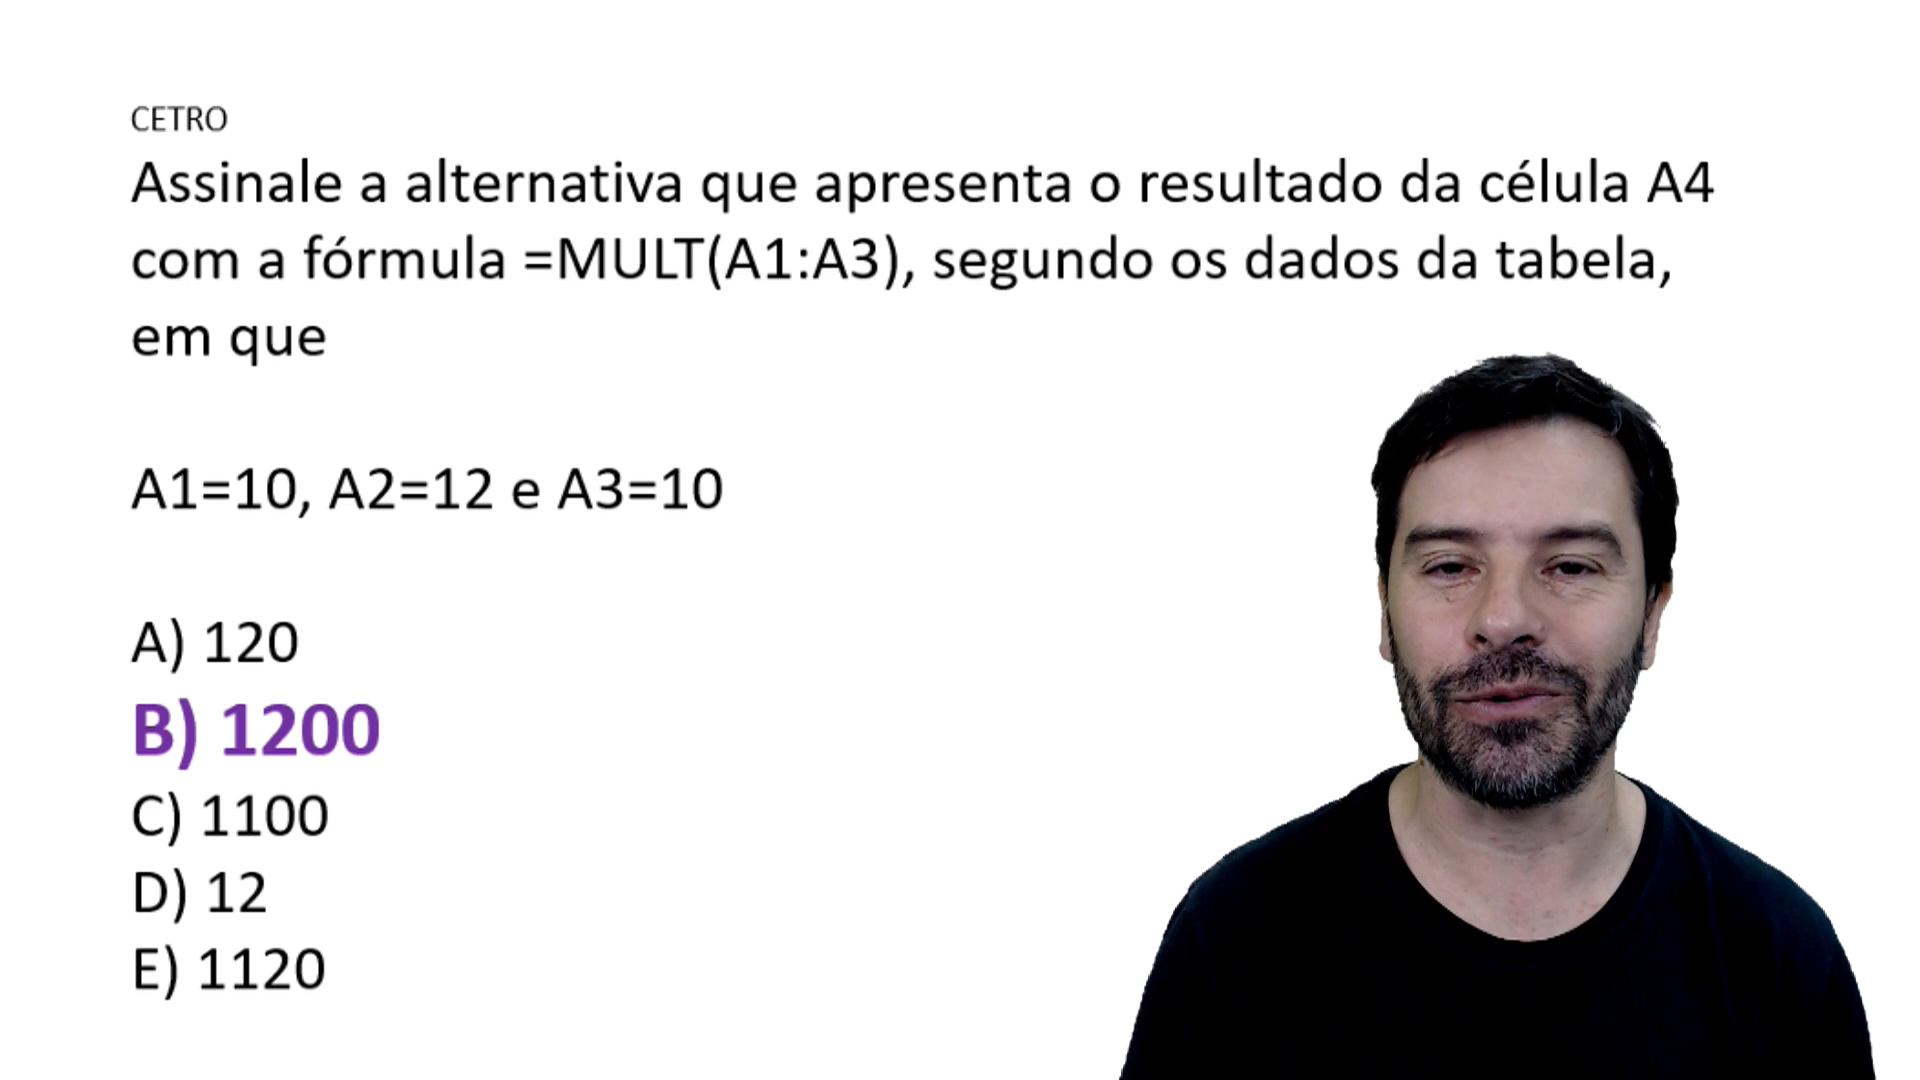 CETRO
Assinale a alternativa que apresenta o resultado da célula A4
com a fórmula =MULT(A1:A3), segundo os dados da tabela,
em que
A1=10, A2=12 e A3=10
A) 120
B) 1200
C) 1100
D) 12
E) 1120